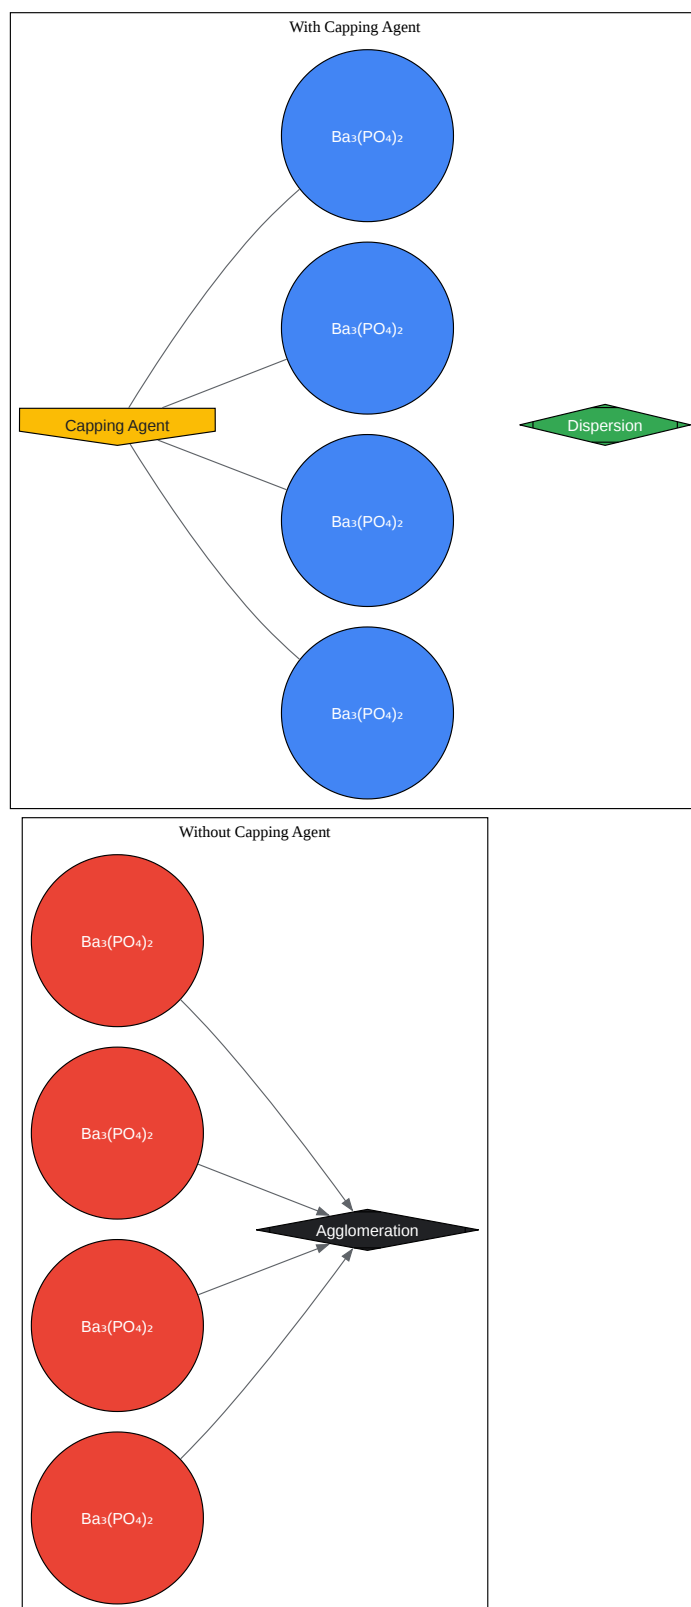 With Capping Agent
Ba₃(PO₄)₂
Ba₃(PO₄)₂
Capping Agent
Dispersion
Ba₃(PO₄)₂
Ba₃(PO₄)₂
Without Capping Agent
Ba₃(PO₄)₂
Ba₃(PO₄)₂
Agglomeration
Ba₃(PO₄)₂
Ba₃(PO₄)₂